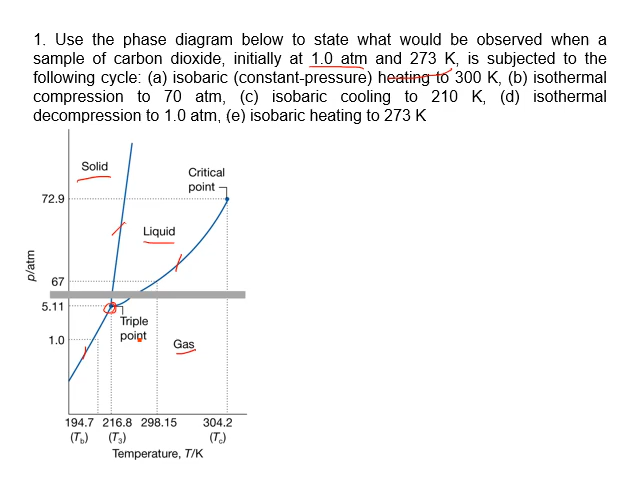 1. Use the phase diagram below to state what would be observed when a
sample of carbon dioxide, initially at 1.0 atm and 273 K, is subjected to the
following cycle: (a) isobaric (constant-pressure) heating to 300 K, (b) isothermal
compression to 70 atm, (c) isobaric cooling to 210 K, (d) isothermal
decompression to 1.0 atm, (e) isobaric heating to 273 K
Solid
Critical
point
72.9
Liquid
p/atm
67
5.11
Triple
point
1.0
Gas
194.7 216.8 298.15 304.2
(Tb) (T3) (Tc)
Temperature, T/K